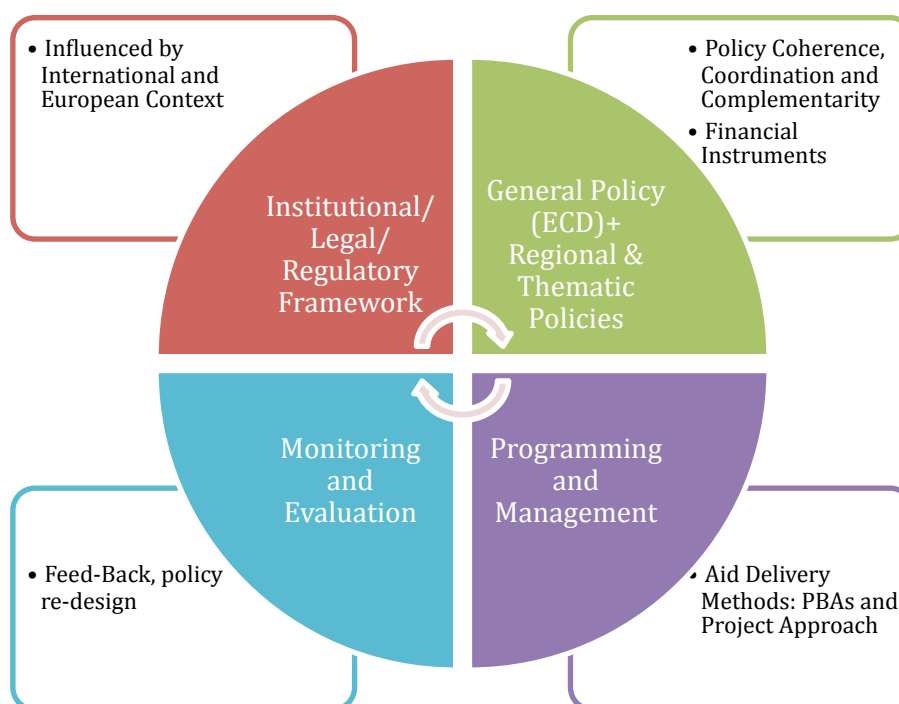 • Influenced by
International and
European Context
• Policy Coherence,
Coordination and
Complementarity
• Financial
Instruments
Institutional/
Legal/
Regulatory
Framework
General Policy
(ECD)+
Regional &
Thematic
Policies
Monitoring
and
Evaluation
Programming
and
Management
• Feed-Back, policy
re-design
• Aid Delivery
Methods: PBAs and
Project Approach